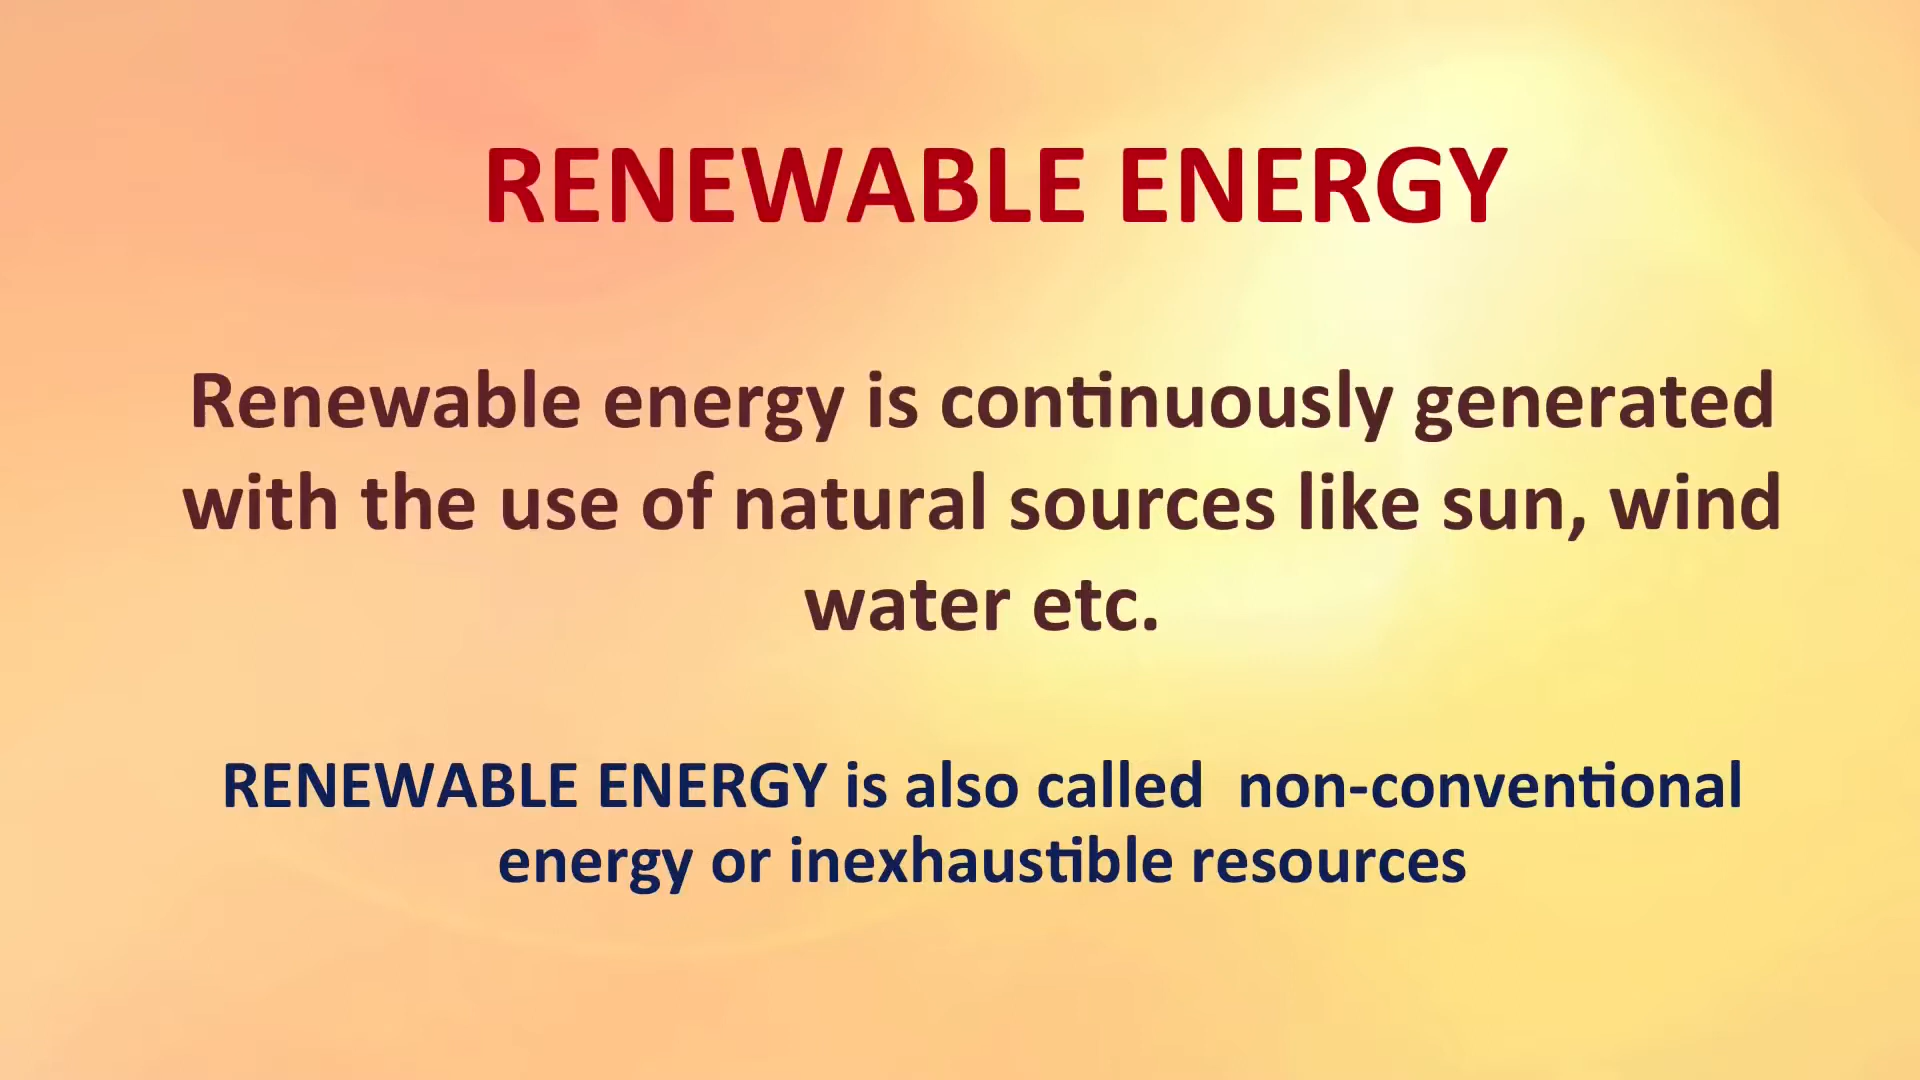 RENEWABLE ENERGY
Renewable energy is continuously generated
with the use of natural sources like sun, wind
water etc.
RENEWABLE ENERGY is also called  non-conventional
energy or inexhaustible resources